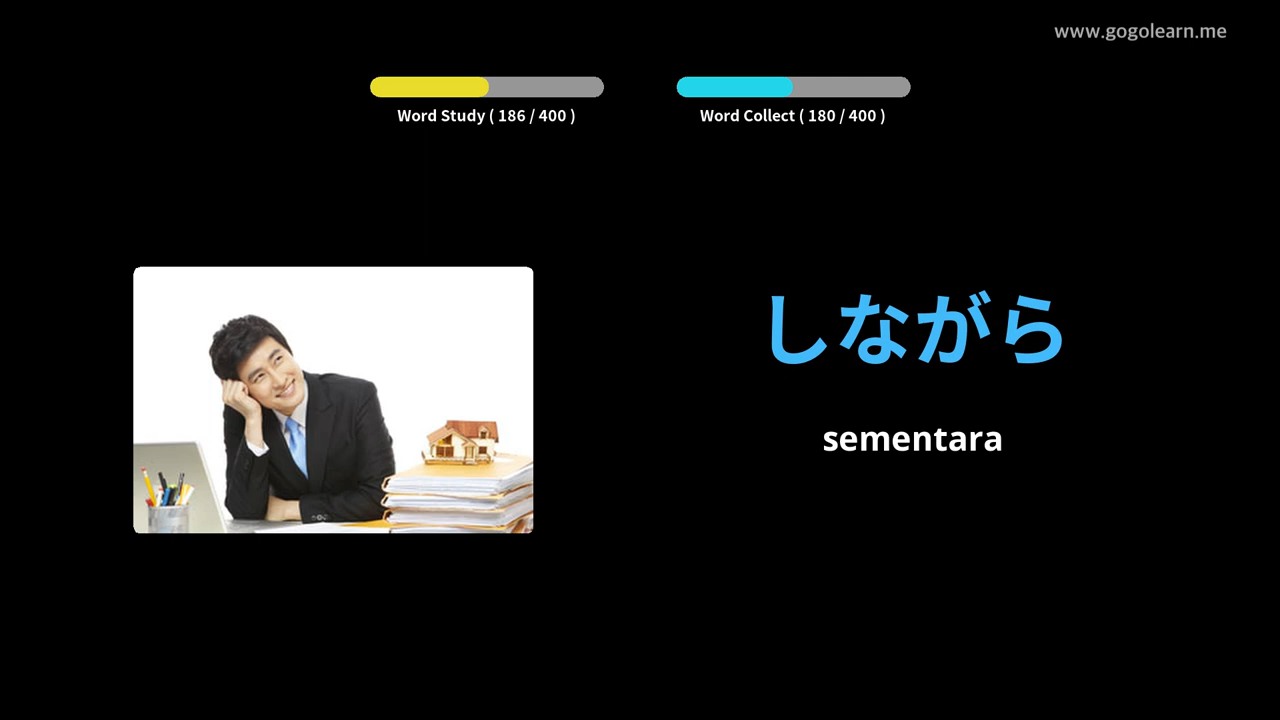 www.gogolearn.me
Word Study ( 186 / 400 )
Word Collect ( 180 / 400 )
しながら
sementara